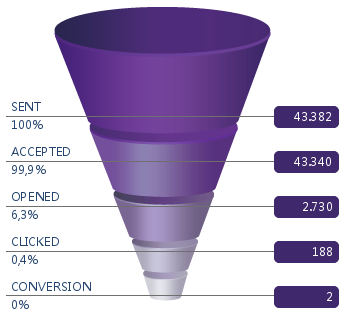 SENT
100%
43.382
ACCEPTED
99,9%
43.340
OPENED
6,3%
2.730
CLICKED
0,4%
188
CONVERSION
0%
2